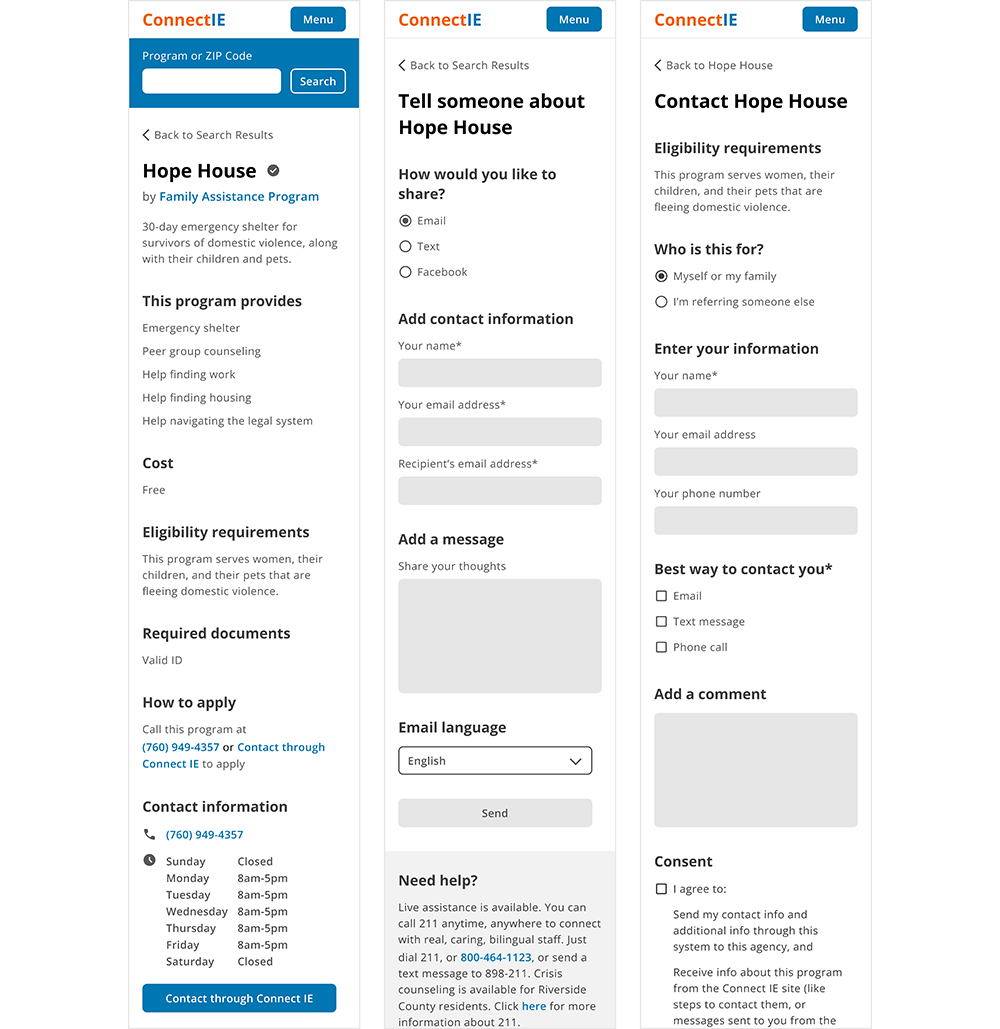 ConnectIE
Menu
Program or ZIP Code
Search
Back to Search Results
Hope House
by Family Assistance Program
30-day emergency shelter for
survivors of domestic violence, along
with their children and pets.
This program provides
Emergency shelter
Peer group counseling
Help finding work
Help finding housing
Help navigating the legal system
Cost
Free
Eligibility requirements
This program serves women, their
children, and their pets that are
fleeing domestic violence.
Required documents
Valid ID
How to apply
Call this program at
(760) 949-4357 or Contact through
Connect IE to apply
Contact information
(760) 949-4357
Sunday Closed
Monday 8am-5pm
Tuesday 8am-5pm
Wednesday 8am-5pm
Thursday 8am-5pm
Friday 8am-5pm
Saturday Closed
Contact through Connect IE
ConnectIE
Menu
Back to Search Results
Tell someone about
Hope House
How would you like to
share?
Email
Text
Facebook
Add contact information
Your name*
Your email address*
Recipient's email address*
Add a message
Share your thoughts
Email language
English
Send
Need help?
Live assistance is available. You can
call 211 anytime, anywhere to connect
with real, caring, bilingual staff. Just
dial 211, or 800-464-1123, or send a
text message to 898-211. Crisis
counseling is available for Riverside
County residents. Click here for more
information about 211.
ConnectIE
Menu
Back to Hope House
Contact Hope House
Eligibility requirements
This program serves women, their
children, and their pets that are
fleeing domestic violence.
Who is this for?
Myself or my family
I'm referring someone else
Enter your information
Your name*
Your email address
Your phone number
Best way to contact you*
Email
Text message
Phone call
Add a comment
Consent
I agree to:
Send my contact info and
additional info through this
system to this agency, and
Receive info about this program
from the Connect IE site (like
steps to contact them, or
messages sent to you from the